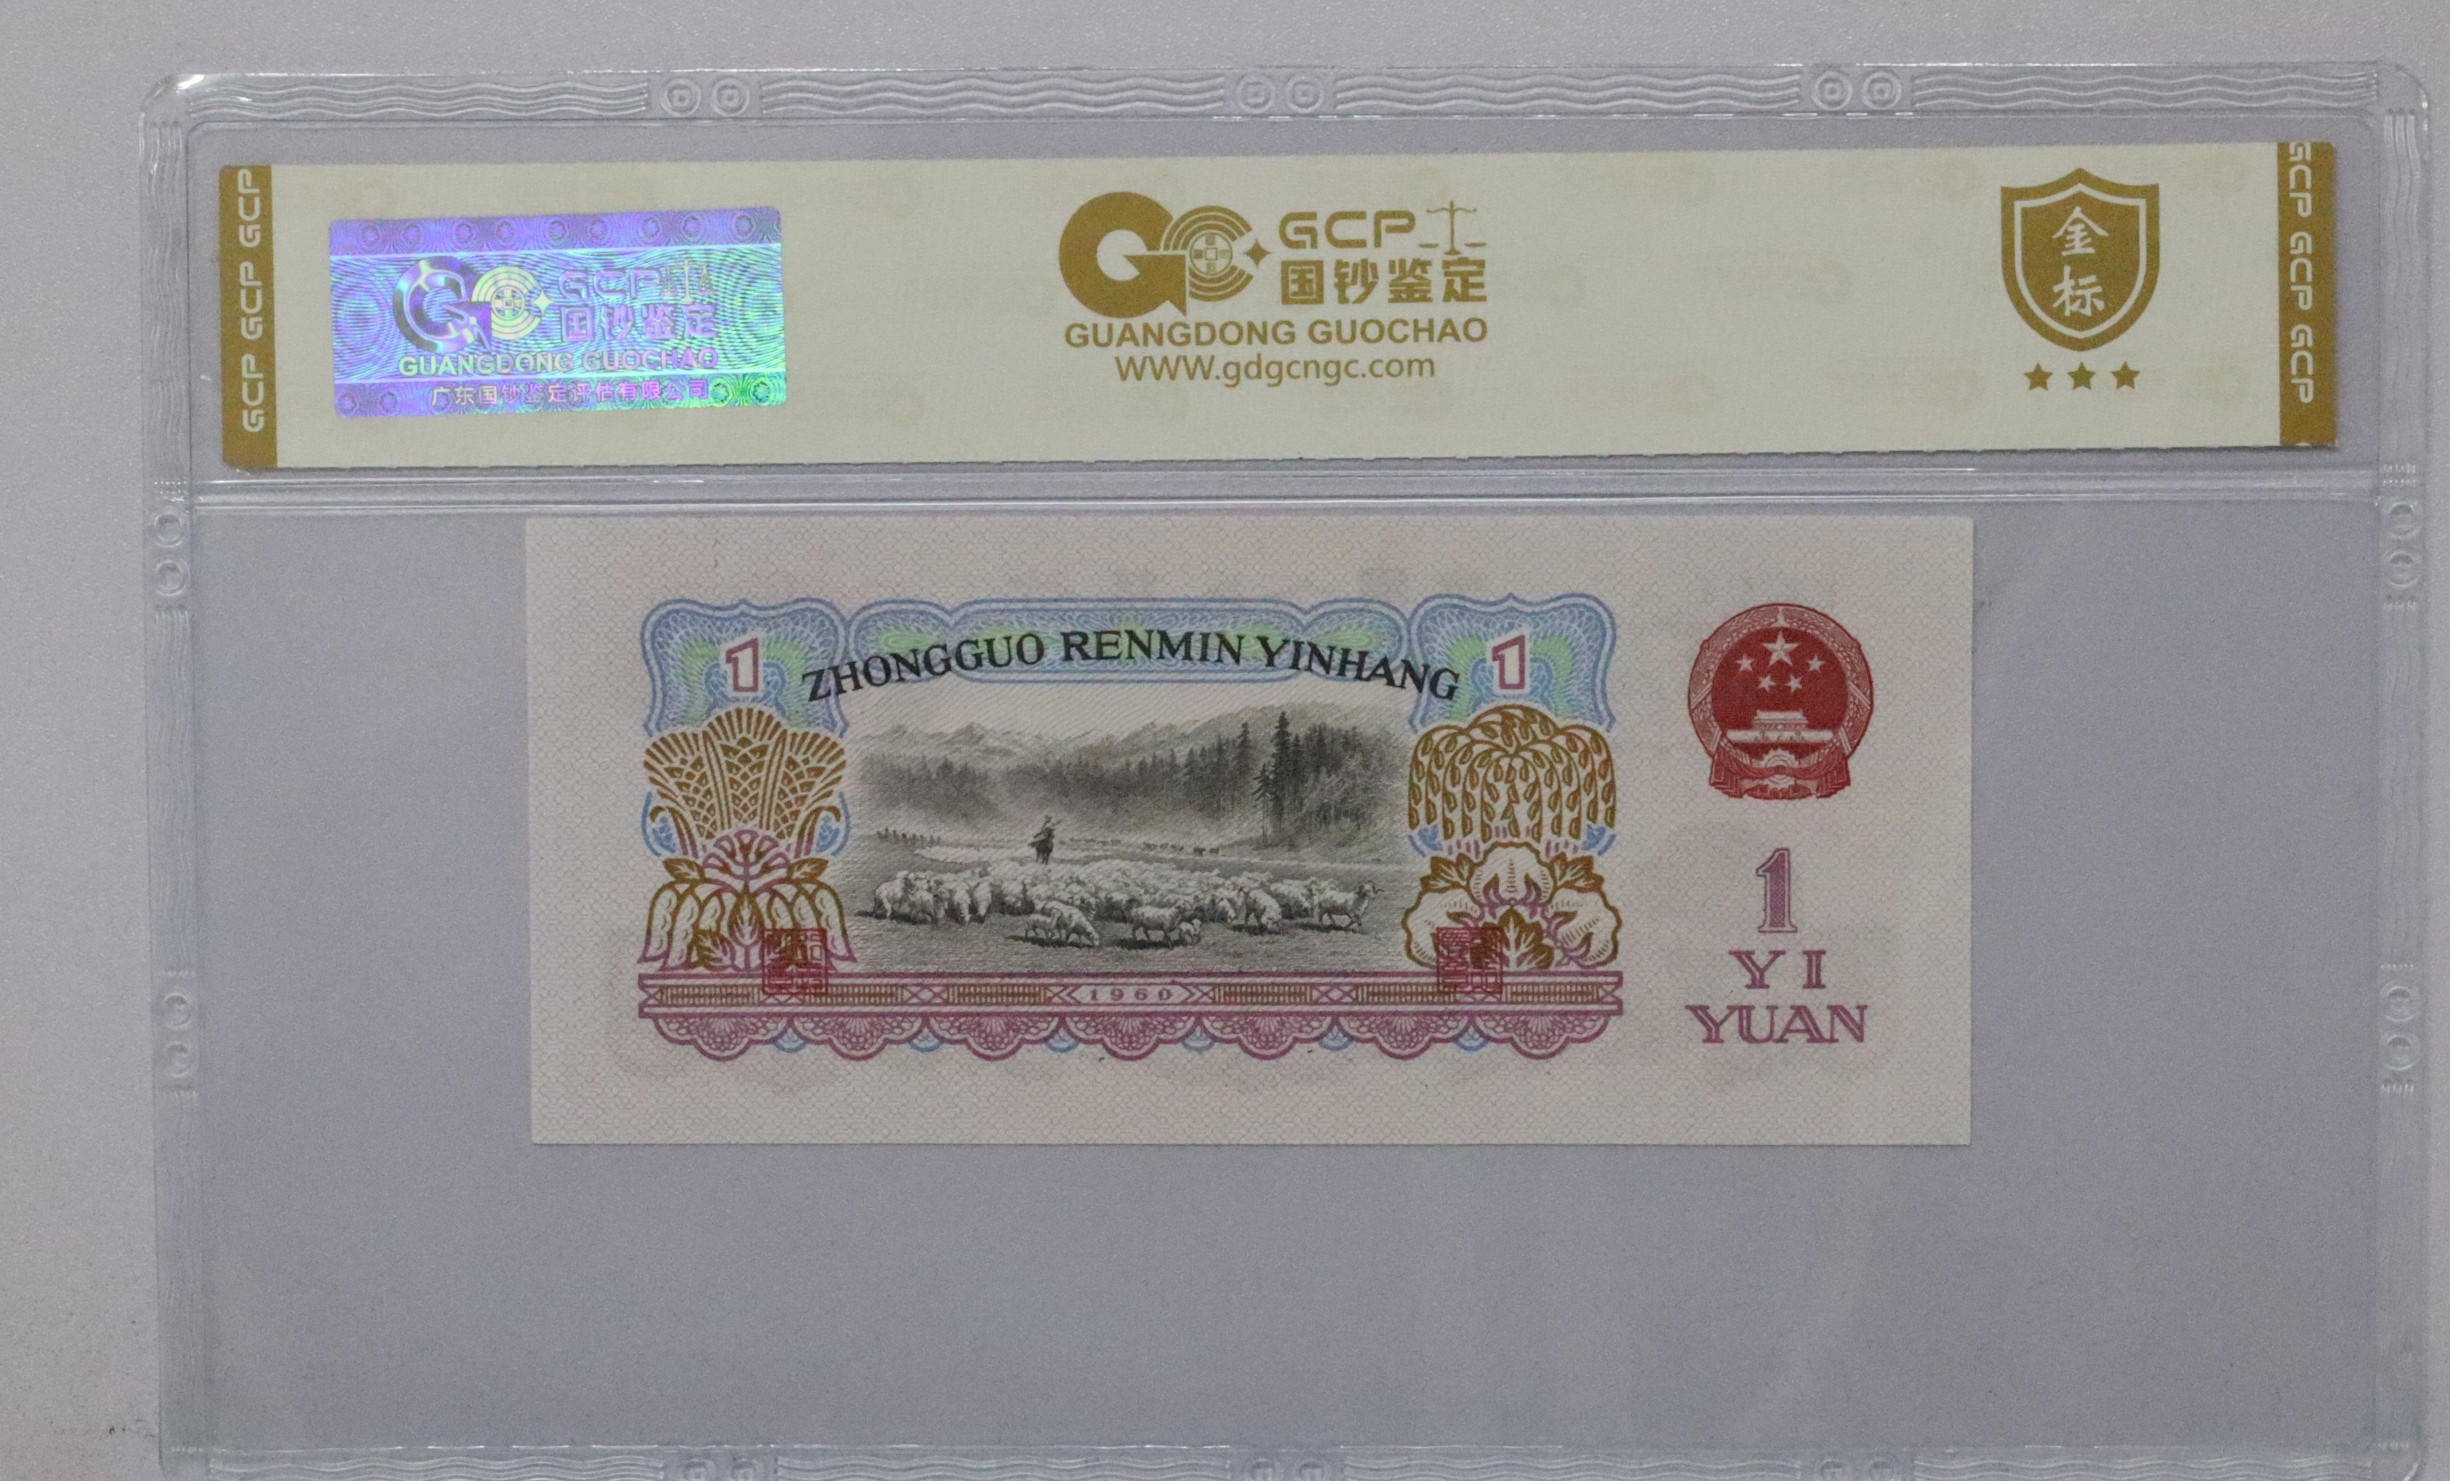 GCP GCP GCP
GCP
国钞鉴定
GUANGDONG GUOCHAO
广东国钞鉴定评估有限公司
GCP
国钞鉴定
GUANGDONG GUOCHAO
WWW.gdgcngc.com
金
标
GCP GCP GCP
1
ZHONGGUO RENMIN YINHANG
1
1960
1
YI
YUAN